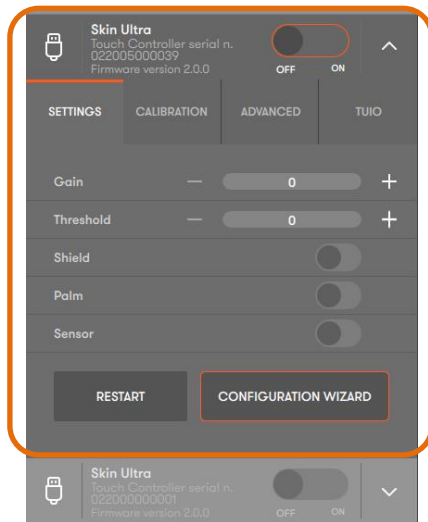 Skin Ultra
Touch Controller serial n.
022005000039
Firmware version 2.0.0
OFF ON
SETTINGS CALIBRATION ADVANCED TUIO
Gain — 0 +
Threshold — 0 +
Shield
Palm
Sensor
RESTART CONFIGURATION WIZARD
Skin Ultra
Touch Controller serial n.
022000000001
Firmware version 2.0.0
OFF ON